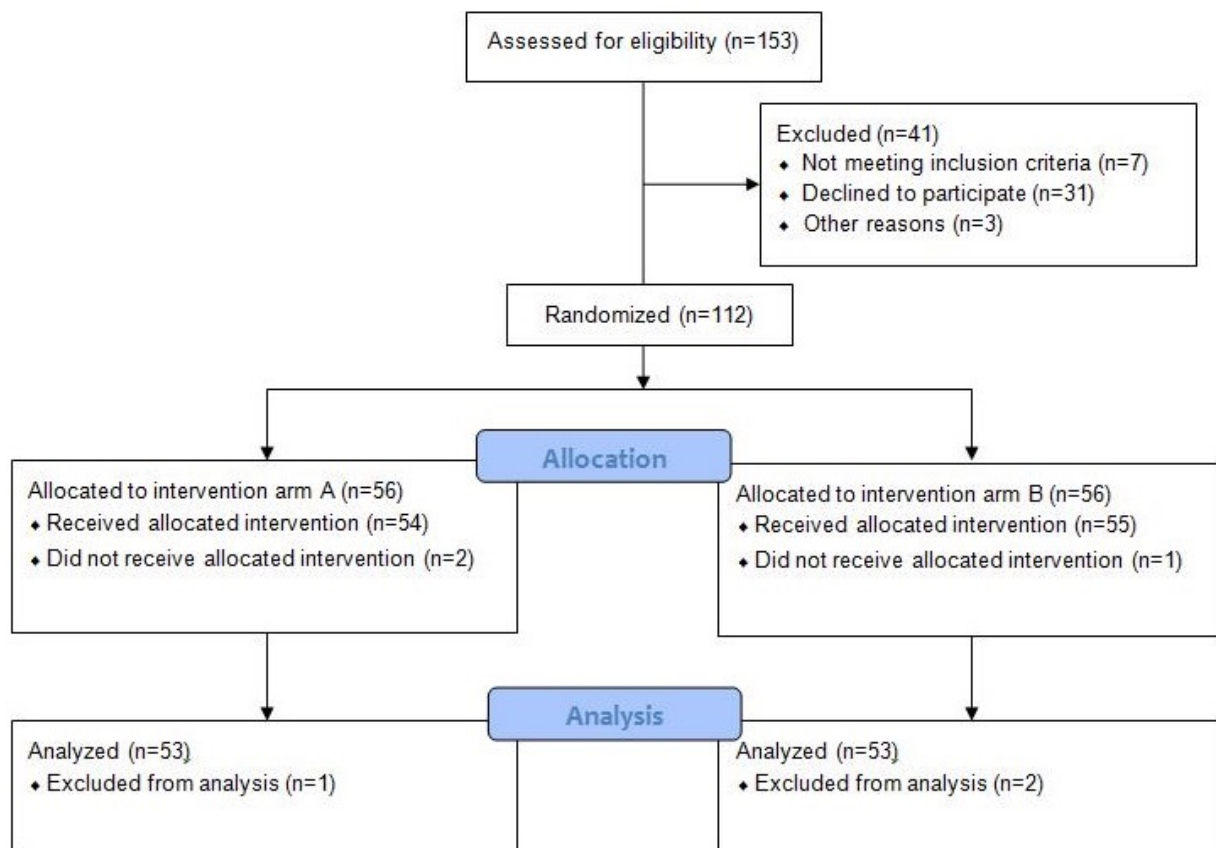 Assessed for eligibility (n=153)
Excluded (n=41)
⬥ Not meeting inclusion criteria (n=7)
⬥ Declined to participate (n=31)
⬥ Other reasons (n=3)
Randomized (n=112)
Allocation
Allocated to intervention arm A (n=56)
⬥ Received allocated intervention (n=54)
⬥ Did not receive allocated intervention (n=2)
Allocated to intervention arm B (n=56)
⬥ Received allocated intervention (n=55)
⬥ Did not receive allocated intervention (n=1)
Analysis
Analyzed (n=53)
⬥ Excluded from analysis (n=1)
Analyzed (n=53)
⬥ Excluded from analysis (n=2)